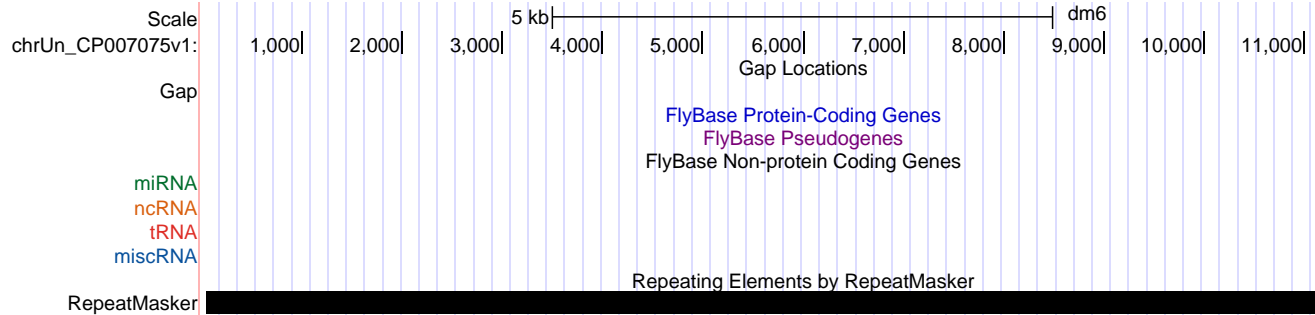 Scale 5 kb dm6
chrUn_CP007075v1: 1,000 2,000 3,000 4,000 5,000 6,000 7,000 8,000 9,000 10,000 11,000
Gap Locations
Gap
FlyBase Protein-Coding Genes
FlyBase Pseudogenes
FlyBase Non-protein Coding Genes
miRNA
ncRNA
tRNA
miscRNA
Repeating Elements by RepeatMasker
RepeatMasker